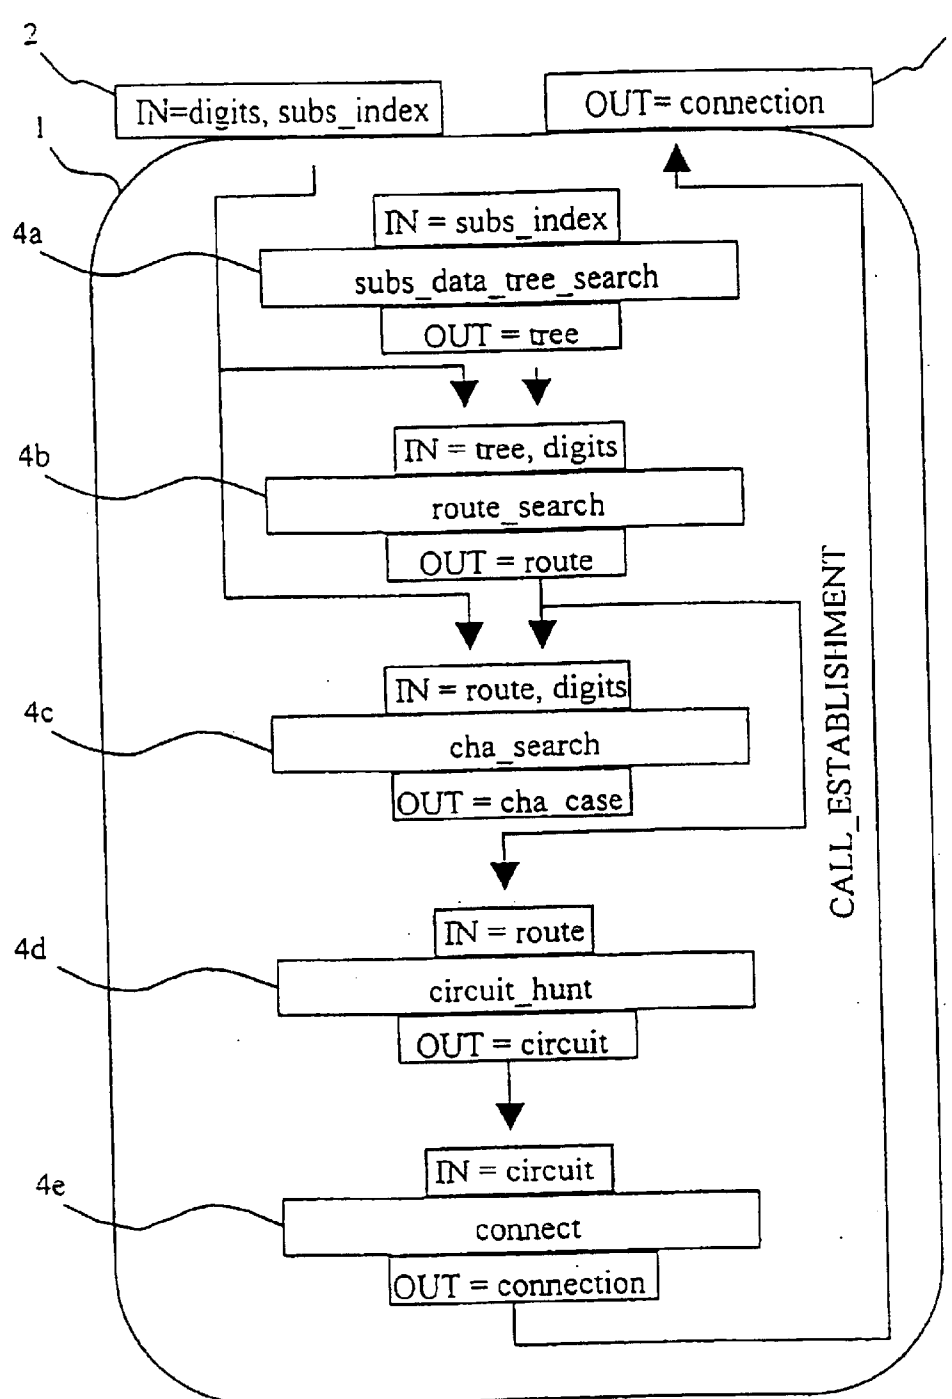 2
IN=digits, subs_index
OUT= connection
1
IN = subs_index
4a
subs_data_tree_search
OUT = tree
IN = tree, digits
4b
route_search
OUT = route
IN = route, digits
4c
cha_search
OUT = cha_case
CALL_ESTABLISHMENT
IN = route
4d
circuit_hunt
OUT = circuit
IN = circuit
4e
connect
OUT = connection